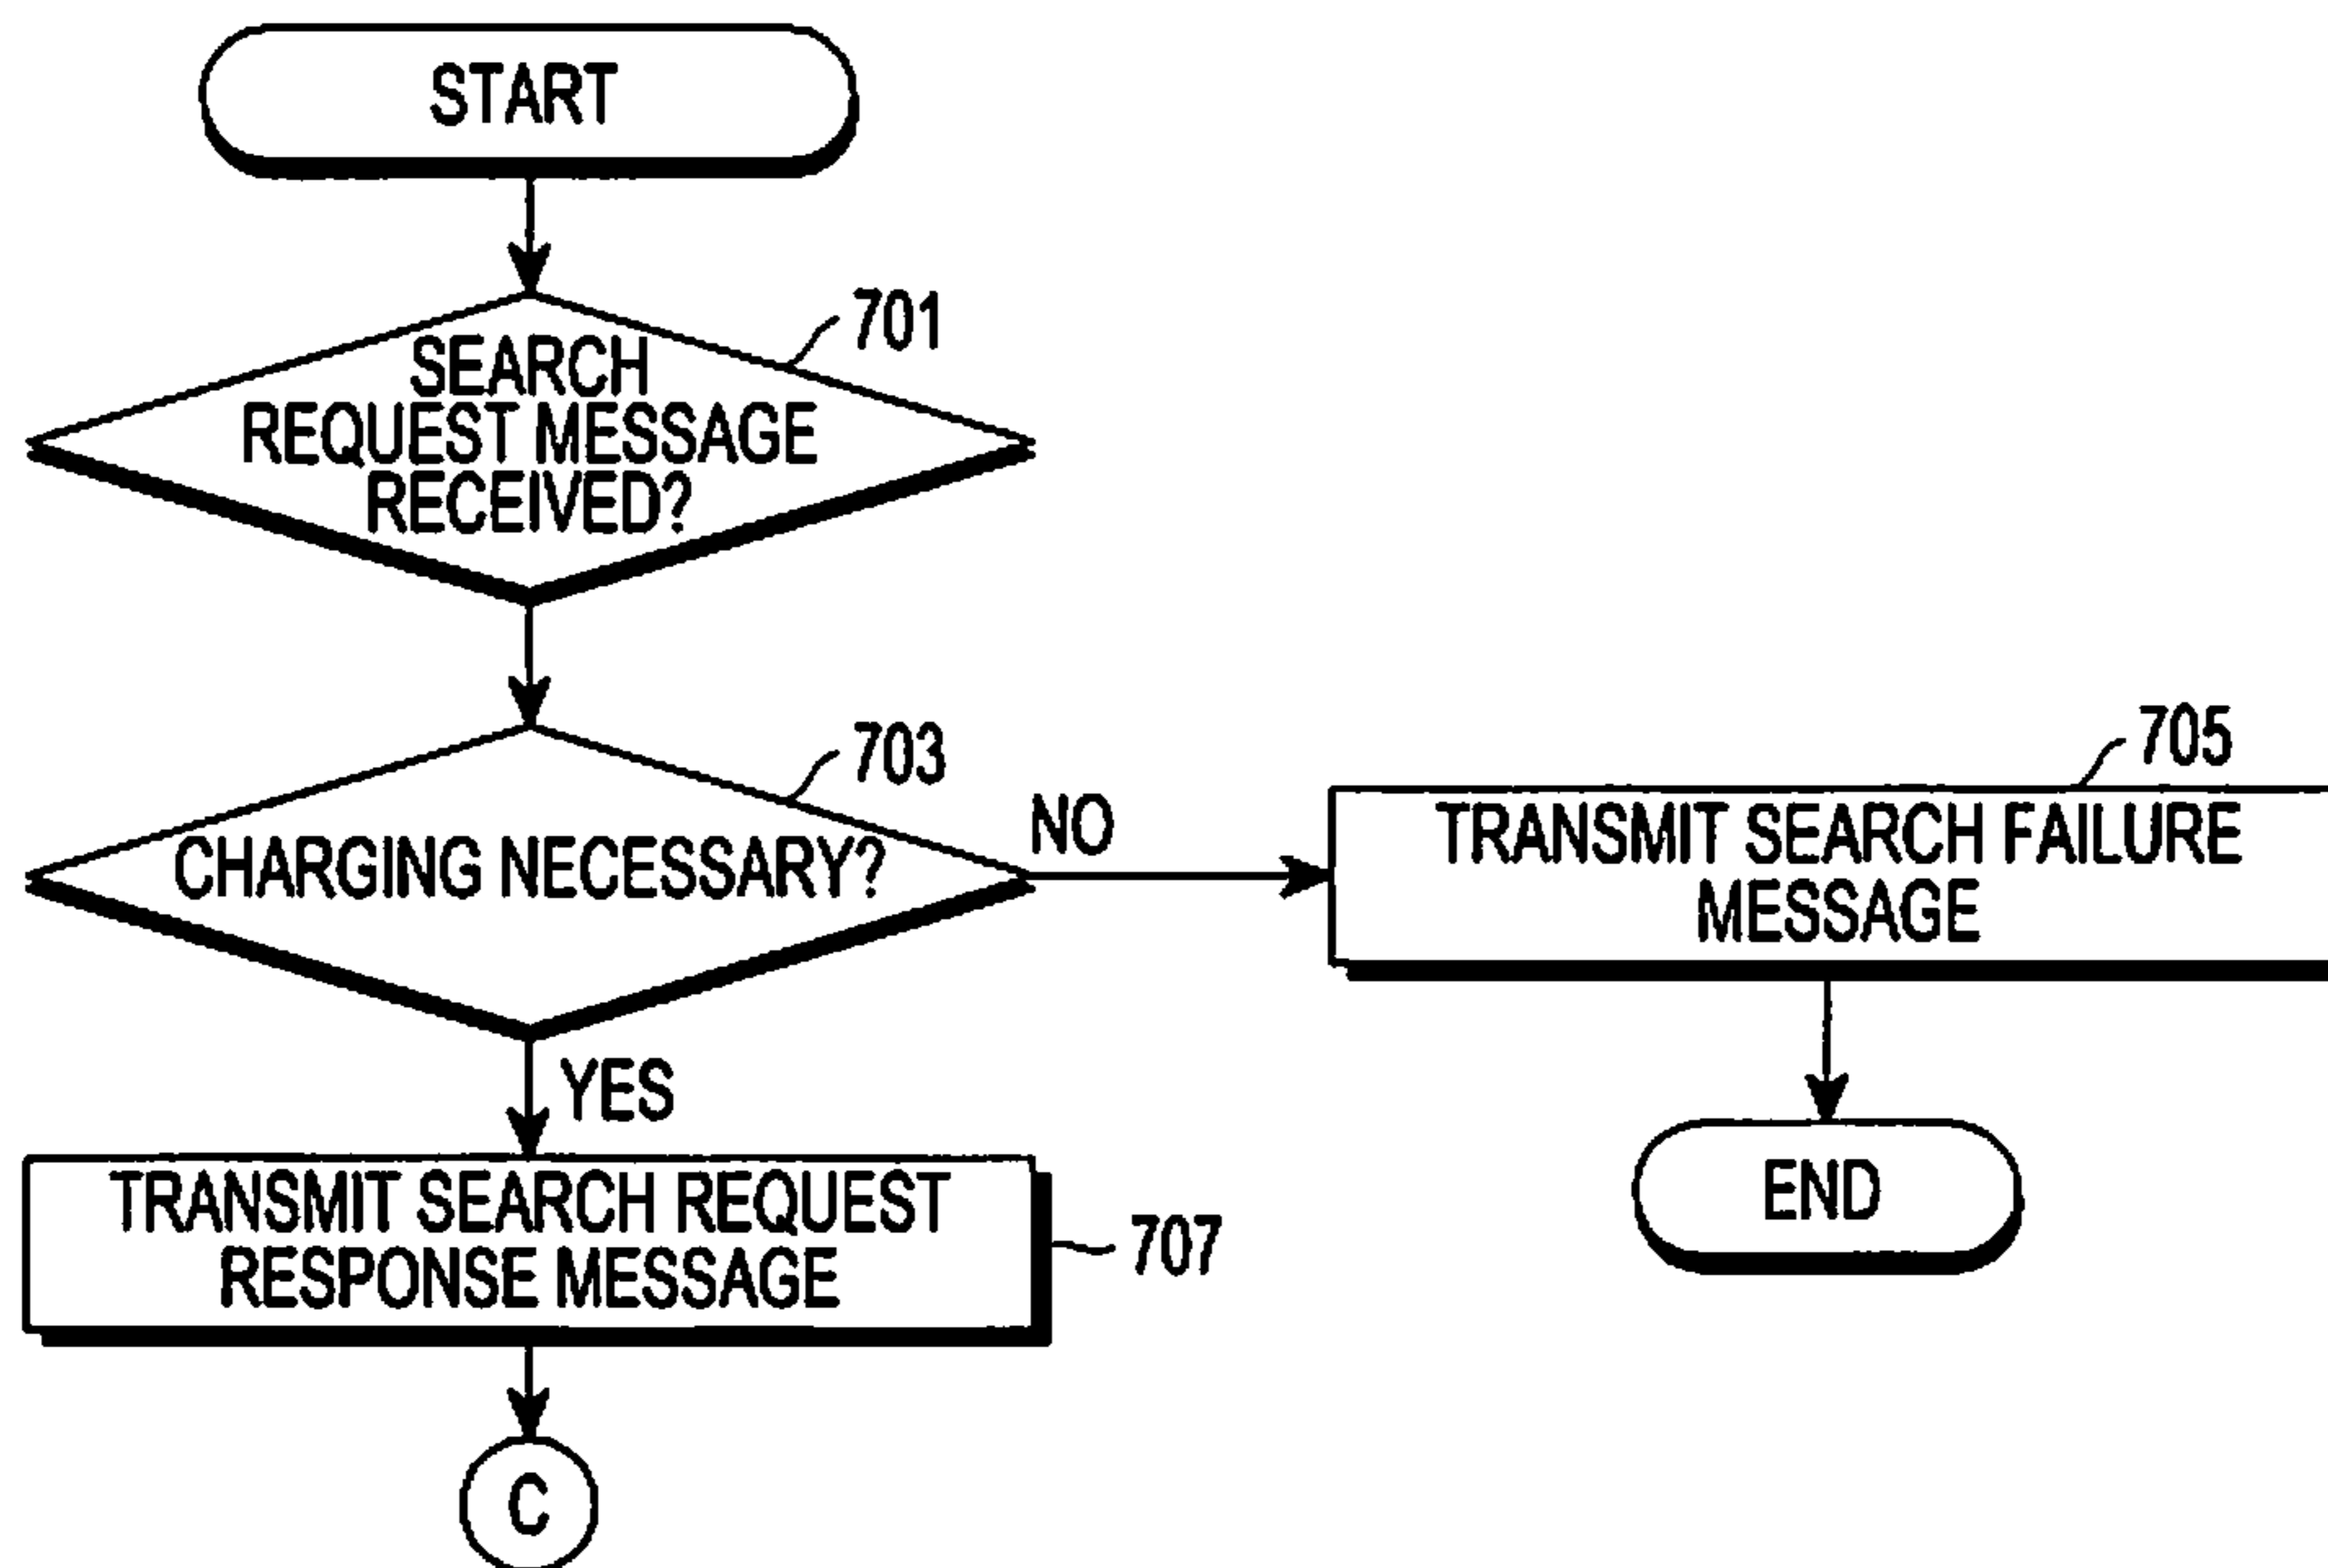 START
701
SEARCH
REQUEST MESSAGE
RECEIVED?
703
CHARGING NECESSARY?
NO
705
TRANSMIT SEARCH FAILURE
MESSAGE
YES
TRANSMIT SEARCH REQUEST
RESPONSE MESSAGE
707
END
C